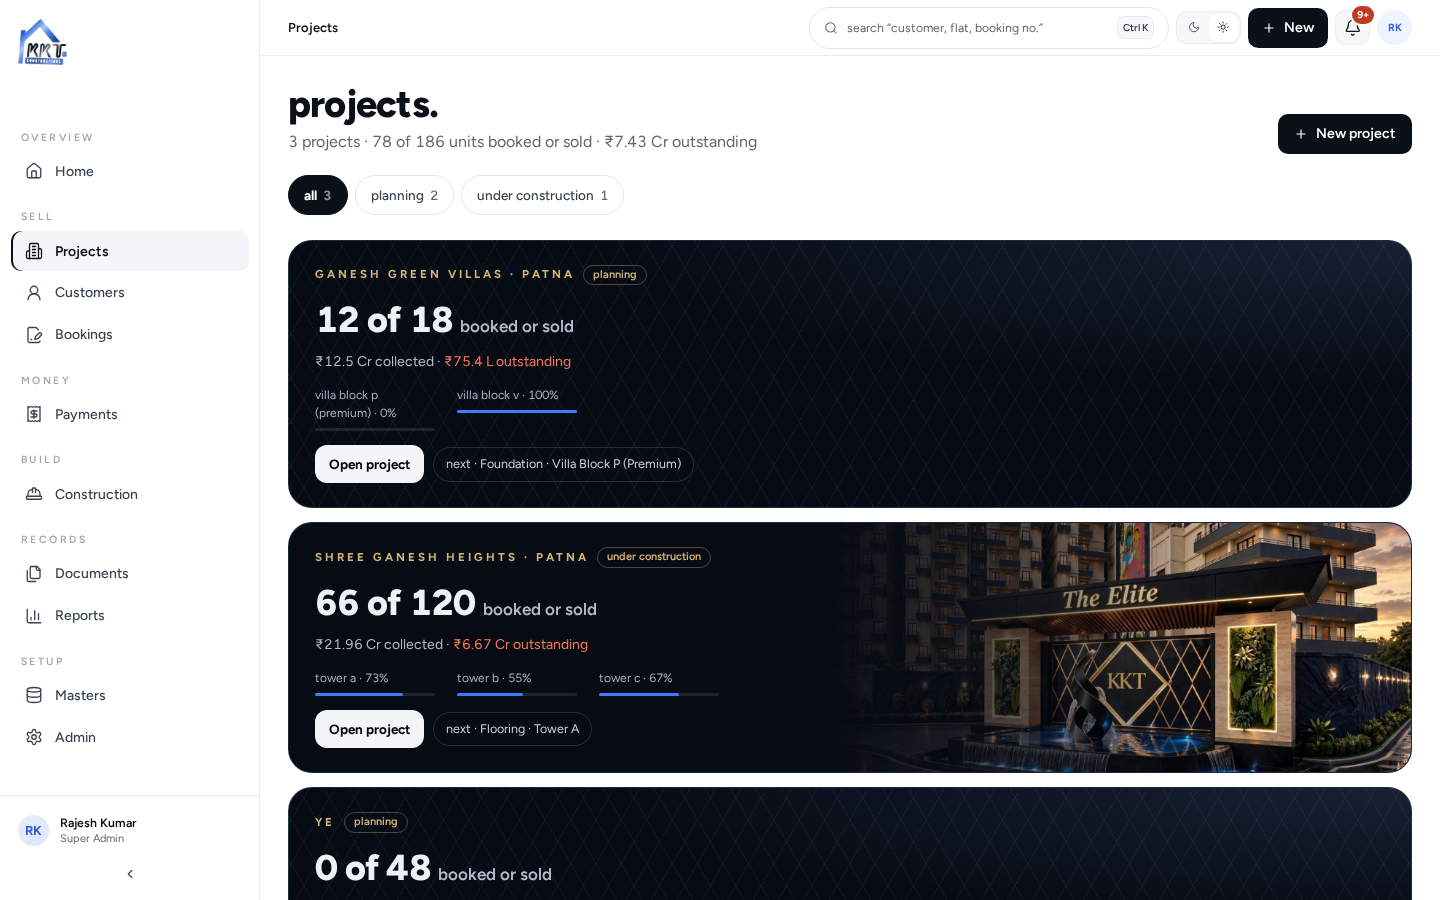 KKT
CONSTRUCTIONS
Projects
search “customer, flat, booking no.”
Ctrl K
New
9+
RK
OVERVIEW
Home
SELL
Projects
Customers
Bookings
MONEY
Payments
BUILD
Construction
RECORDS
Documents
Reports
SETUP
Masters
Admin
RK
Rajesh Kumar
Super Admin
projects.
3 projects · 78 of 186 units booked or sold · ₹7.43 Cr outstanding
New project
all 3
planning 2
under construction 1
GANESH GREEN VILLAS · PATNA planning
12 of 18 booked or sold
₹12.5 Cr collected · ₹75.4 L outstanding
villa block p (premium) · 0%
villa block v · 100%
Open project
next · Foundation · Villa Block P (Premium)
SHREE GANESH HEIGHTS · PATNA under construction
66 of 120 booked or sold
₹21.96 Cr collected · ₹6.67 Cr outstanding
tower a · 73%
tower b · 55%
tower c · 67%
Open project
next · Flooring · Tower A
The Elite
KKT
YE planning
0 of 48 booked or sold